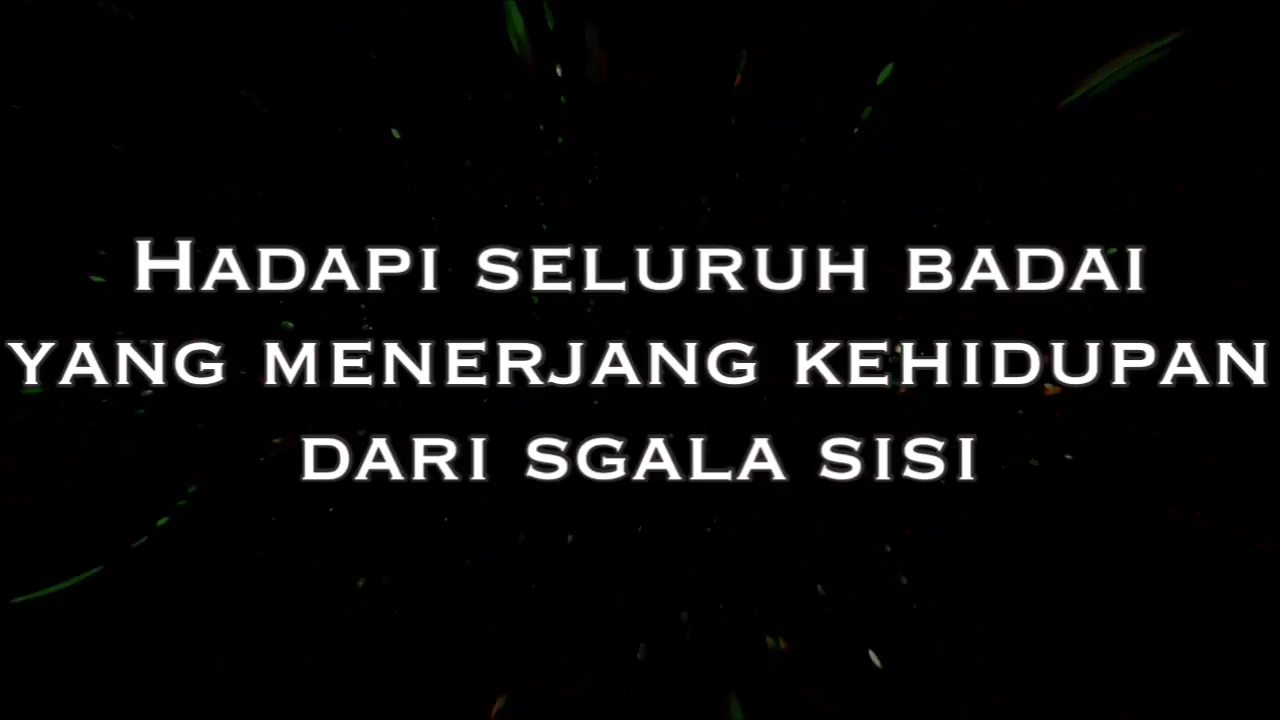 Hadapi seluruh badai
yang menerjang kehidupan
dari sgala sisi